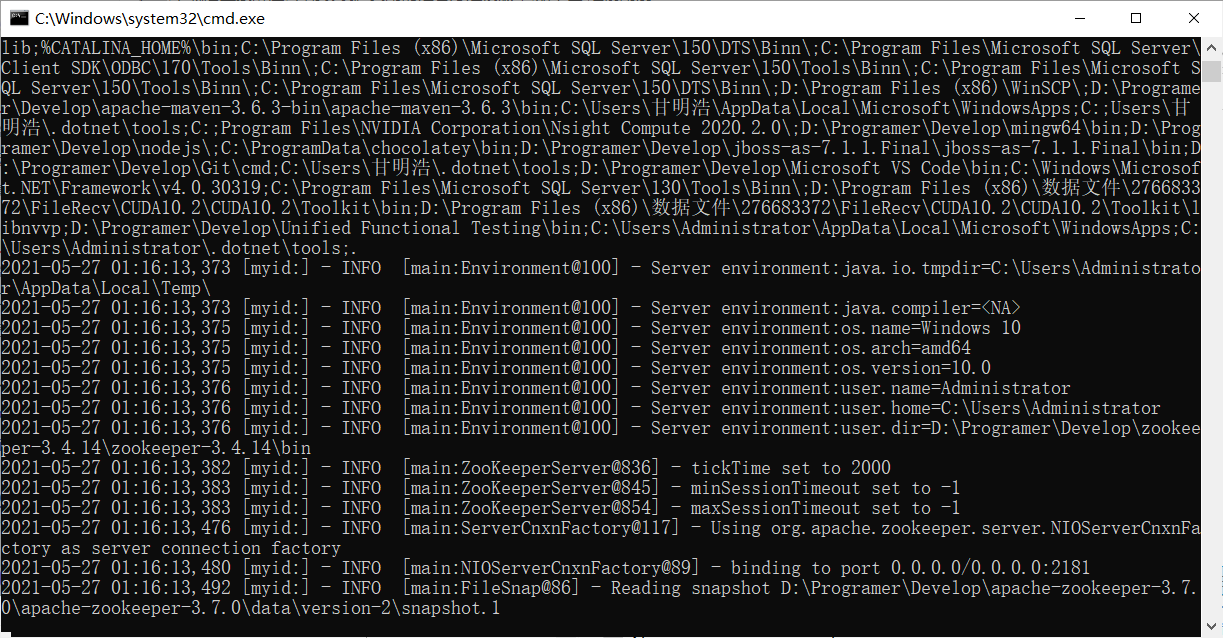 C:\Windows\system32\cmd.exe
lib;%CATALINA_HOME%\bin;C:\Program Files (x86)\Microsoft SQL Server\150\DTS\Binn\;C:\Program Files (x86)\Microsoft SQL Server\
Client SDK\ODBC\170\Tools\Binn\;C:\Program Files (x86)\Microsoft SQL Server\150\Tools\Binn\;C:\Program Files\Microsoft S
QL Server\150\Tools\Binn\;C:\Program Files\Microsoft SQL Server\150\DTS\Binn\;D:\Program Files (x86)\WinSCP\;D:\Programe
r\Develop\apache-maven-3.6.3-bin\apache-maven-3.6.3\bin;C:\Users\甘明浩\AppData\Local\Microsoft\WindowsApps;C:;Users\甘
明浩\.dotnet\tools;C:;Program Files\NVIDIA Corporation\Nsight Compute 2020.2.0\;D:\Programer\Develop\mingw64\bin;D:\Prog
ramer\Develop\nodejs\;C:\ProgramData\chocolatey\bin;D:\Programer\Develop\jboss-as-7.1.1.Final\jboss-as-7.1.1.Final\bin;D
:\Programer\Develop\Git\cmd;C:\Users\甘明浩\.dotnet\tools;D:\Programer\Develop\Microsoft VS Code\bin;C:\Windows\Microsof
t.NET\Framework\v4.0.30319;C:\Program Files\Microsoft SQL Server\130\Tools\Binn\;D:\Program Files (x86)\数据文件\2766833
72\FileRecv\CUDA10.2\CUDA10.2\Toolkit\bin;D:\Program Files (x86)\数据文件\276683372\FileRecv\CUDA10.2\CUDA10.2\Toolkit\l
ibnvvp;D:\Programer\Develop\Unified Functional Testing\bin;C:\Users\Administrator\AppData\Local\Microsoft\WindowsApps;C:
\Users\Administrator\.dotnet\tools;.
2021-05-27 01:16:13,373 [myid:] - INFO  [main:Environment@100] - Server environment:java.io.tmpdir=C:\Users\Administrato
r\AppData\Local\Temp\
2021-05-27 01:16:13,373 [myid:] - INFO  [main:Environment@100] - Server environment:java.compiler=<NA>
2021-05-27 01:16:13,375 [myid:] - INFO  [main:Environment@100] - Server environment:os.name=Windows 10
2021-05-27 01:16:13,375 [myid:] - INFO  [main:Environment@100] - Server environment:os.arch=amd64
2021-05-27 01:16:13,375 [myid:] - INFO  [main:Environment@100] - Server environment:os.version=10.0
2021-05-27 01:16:13,376 [myid:] - INFO  [main:Environment@100] - Server environment:user.name=Administrator
2021-05-27 01:16:13,376 [myid:] - INFO  [main:Environment@100] - Server environment:user.home=C:\Users\Administrator
2021-05-27 01:16:13,376 [myid:] - INFO  [main:Environment@100] - Server environment:user.dir=D:\Programer\Develop\zookee
per-3.4.14\zookeeper-3.4.14\bin
2021-05-27 01:16:13,382 [myid:] - INFO  [main:ZooKeeperServer@836] - tickTime set to 2000
2021-05-27 01:16:13,383 [myid:] - INFO  [main:ZooKeeperServer@845] - minSessionTimeout set to -1
2021-05-27 01:16:13,383 [myid:] - INFO  [main:ZooKeeperServer@854] - maxSessionTimeout set to -1
2021-05-27 01:16:13,476 [myid:] - INFO  [main:ServerCnxnFactory@117] - Using org.apache.zookeeper.server.NIOServerCnxnFa
ctory as server connection factory
2021-05-27 01:16:13,480 [myid:] - INFO  [main:NIOServerCnxnFactory@89] - binding to port 0.0.0.0/0.0.0.0:2181
2021-05-27 01:16:13,492 [myid:] - INFO  [main:FileSnap@86] - Reading snapshot D:\Programer\Develop\apache-zookeeper-3.7.
0\apache-zookeeper-3.7.0\data\version-2\snapshot.1